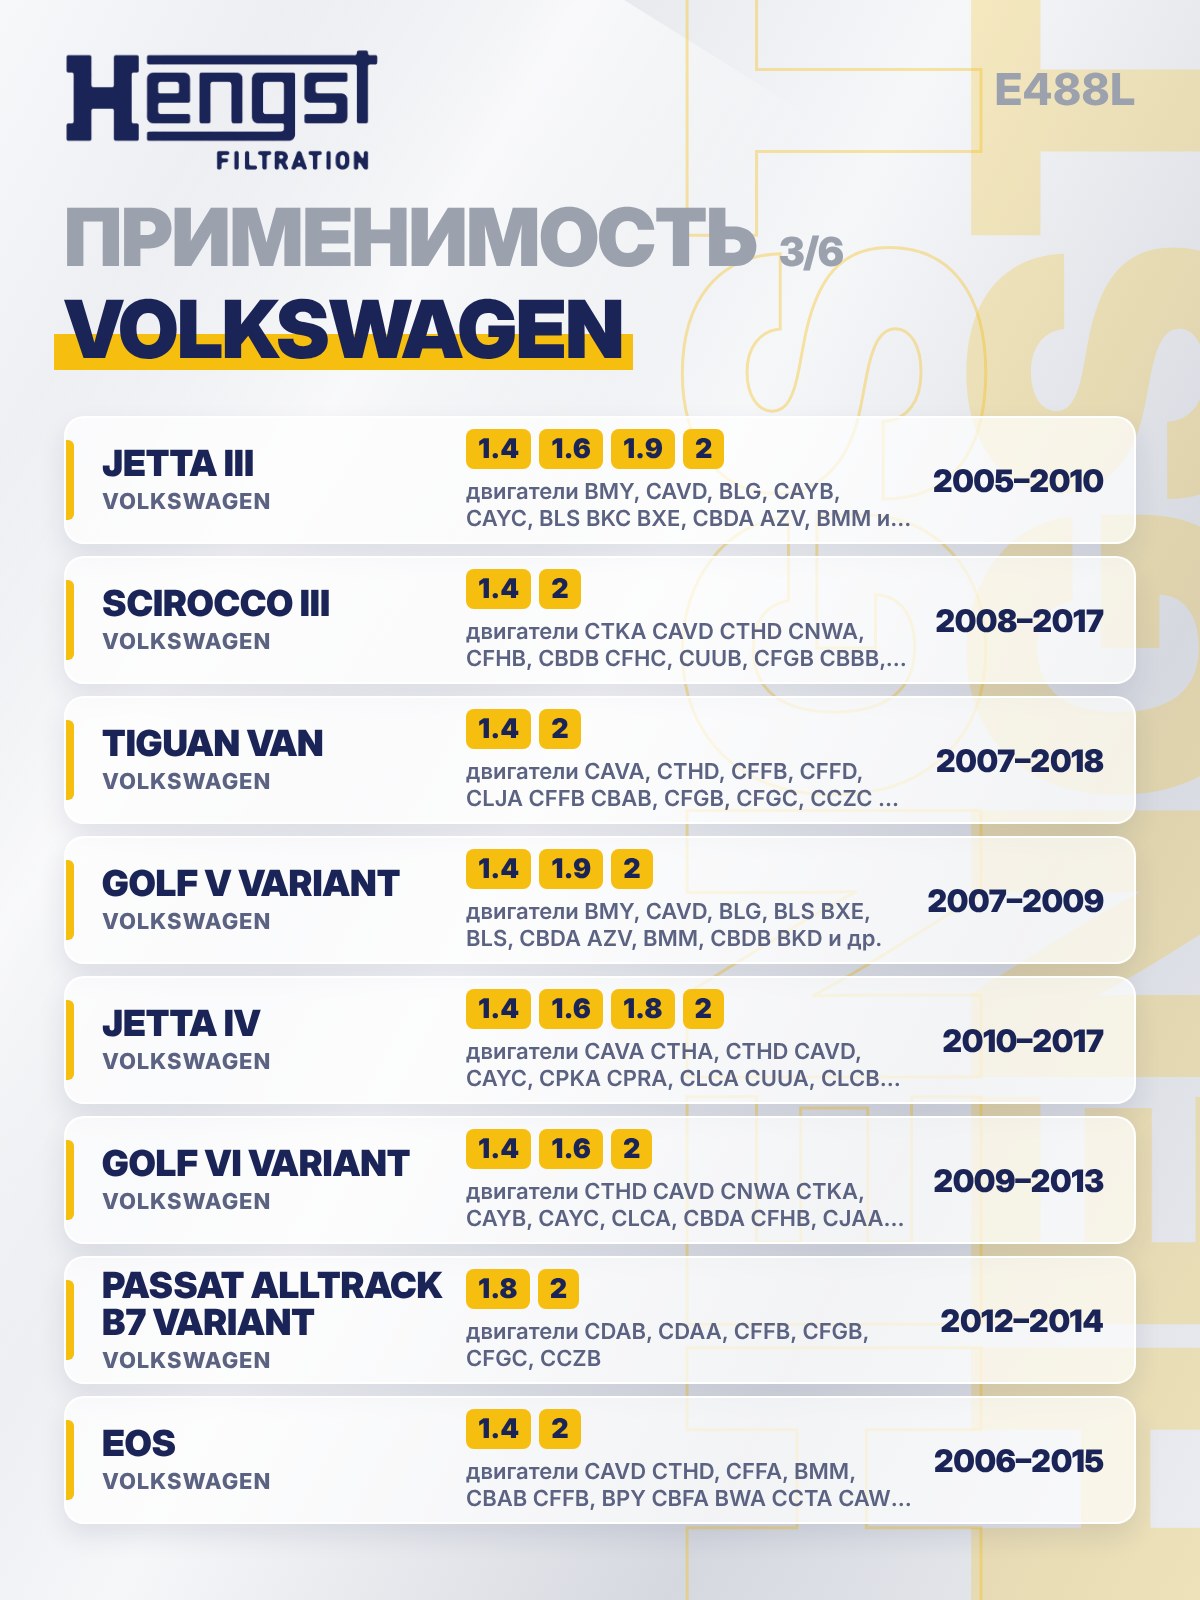 Hengst
FILTRATION
E488L
ПРИМЕНИМОСТЬ 3/6
VOLKSWAGEN
JETTA III
VOLKSWAGEN
1.4 1.6 1.9 2
двигатели BMY, CAVD, BLG, CAYB,
CAYC, BLS BKC BXE, CBDA AZV, BMM и...
2005–2010
SCIROCCO III
VOLKSWAGEN
1.4 2
двигатели CTKA CAVD CTHD CNWA,
CFHB, CBDB CFHC, CUUB, CFGB CBBB,...
2008–2017
TIGUAN VAN
VOLKSWAGEN
1.4 2
двигатели CAVA, CTHD, CFFB, CFFD,
CLJA CFFB CBAB, CFGB, CFGC, CCZC ...
2007–2018
GOLF V VARIANT
VOLKSWAGEN
1.4 1.9 2
двигатели BMY, CAVD, BLG, BLS BXE,
BLS, CBDA AZV, BMM, CBDB BKD и др.
2007–2009
JETTA IV
VOLKSWAGEN
1.4 1.6 1.8 2
двигатели CAVA CTHA, CTHD CAVD,
CAYC, CPKA CPRA, CLCA CUUA, CLCB...
2010–2017
GOLF VI VARIANT
VOLKSWAGEN
1.4 1.6 2
двигатели CTHD CAVD CNWA CTKA,
CAYB, CAYC, CLCA, CBDA CFHB, CJAA...
2009–2013
PASSAT ALLTRACK
B7 VARIANT
VOLKSWAGEN
1.8 2
двигатели CDAB, CDAA, CFFB, CFGB,
CFGC, CCZB
2012–2014
EOS
VOLKSWAGEN
1.4 2
двигатели CAVD CTHD, CFFA, BMM,
CBAB CFFB, BPY CBFA BWA CCTA CAW...
2006–2015
HENGST
HENGST